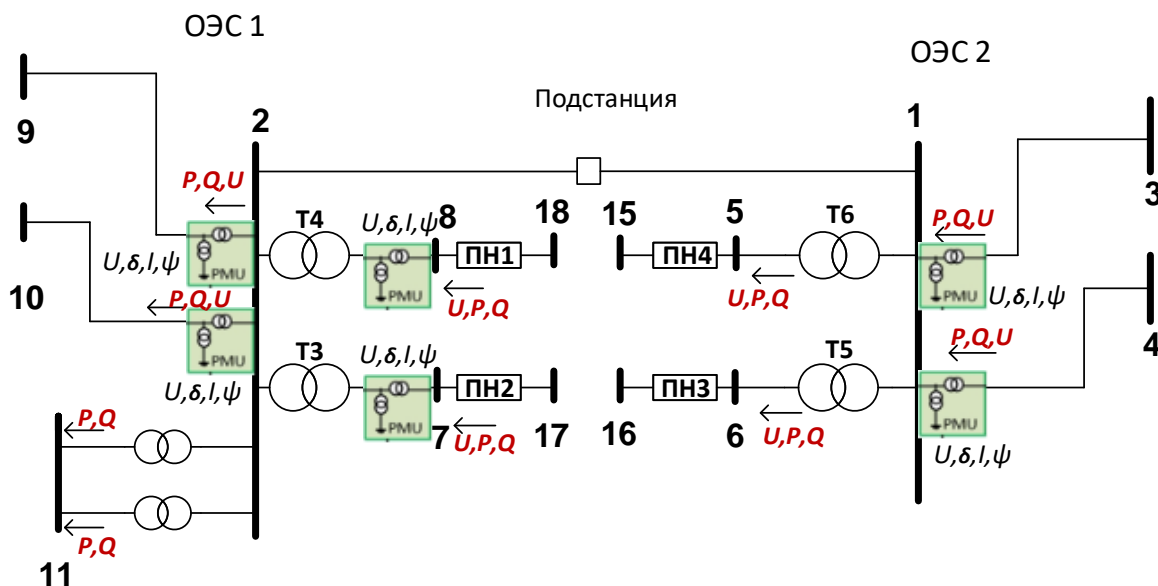 ОЭС 1
ОЭС 2
Подстанция
9
2
1
3
P,Q,U
T4
U,δ,I,ψ
8
18
15
5
T6
P,Q,U
ПН1
ПН4
U,δ,I,ψ
PMU
PMU
PMU
U,δ,I,ψ
10
P,Q,U
U,P,Q
U,P,Q
PMU
T3
U,δ,I,ψ
T5
P,Q,U
4
U,δ,I,ψ
PMU
ПН2
ПН3
PMU
P,Q
7
U,P,Q
17
16
U,P,Q
6
U,δ,I,ψ
P,Q
11